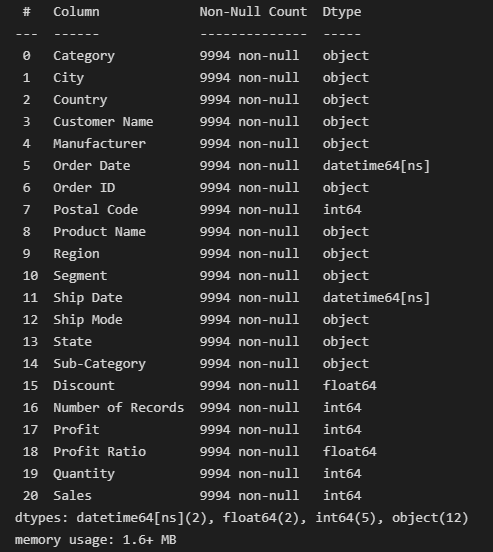 #   Column             Non-Null Count  Dtype
---  ------             --------------  -----
 0   Category           9994 non-null   object
 1   City               9994 non-null   object
 2   Country            9994 non-null   object
 3   Customer Name      9994 non-null   object
 4   Manufacturer       9994 non-null   object
 5   Order Date         9994 non-null   datetime64[ns]
 6   Order ID           9994 non-null   object
 7   Postal Code        9994 non-null   int64
 8   Product Name       9994 non-null   object
 9   Region             9994 non-null   object
 10  Segment            9994 non-null   object
 11  Ship Date          9994 non-null   datetime64[ns]
 12  Ship Mode          9994 non-null   object
 13  State              9994 non-null   object
 14  Sub-Category       9994 non-null   object
 15  Discount           9994 non-null   float64
 16  Number of Records  9994 non-null   int64
 17  Profit             9994 non-null   int64
 18  Profit Ratio       9994 non-null   float64
 19  Quantity           9994 non-null   int64
 20  Sales              9994 non-null   int64
dtypes: datetime64[ns](2), float64(2), int64(5), object(12)
memory usage: 1.6+ MB